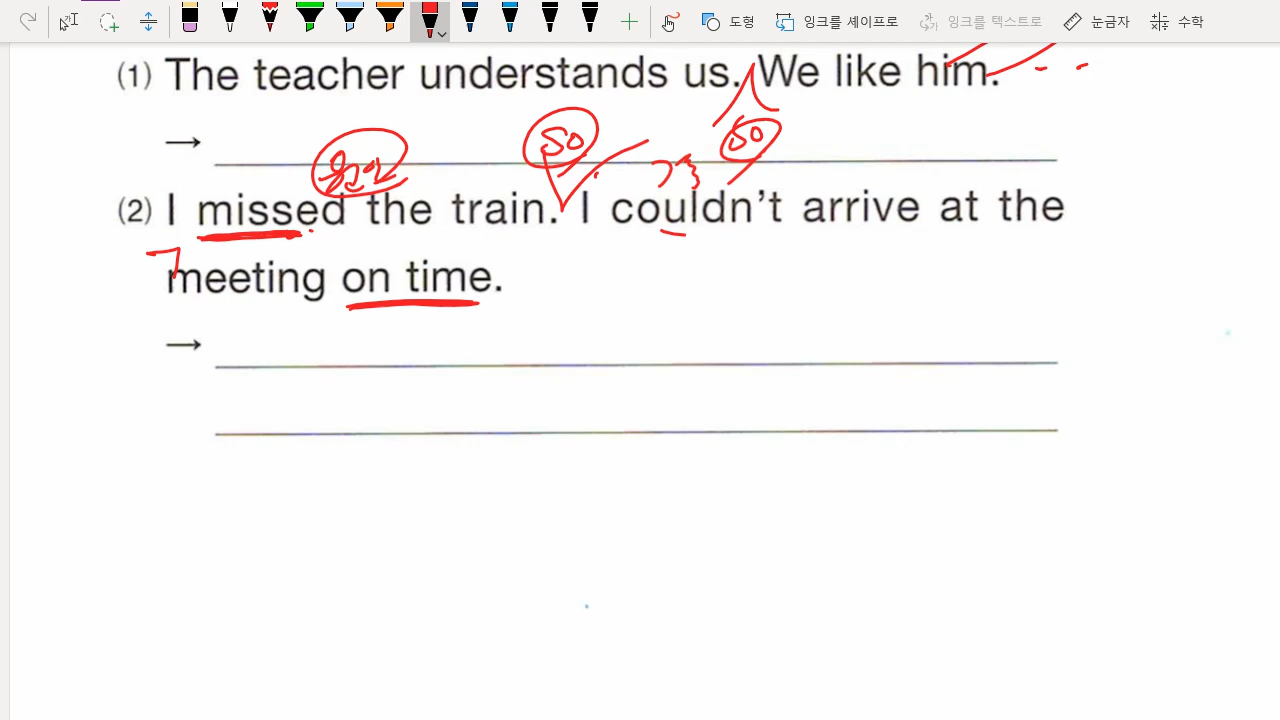 도형 잉크를 셰이프로 잉크를 텍스트로 눈금자 수학
(1) The teacher understands us. We like him.
so so
→
(2) I missed the train. I couldn't arrive at the
meeting on time.
→